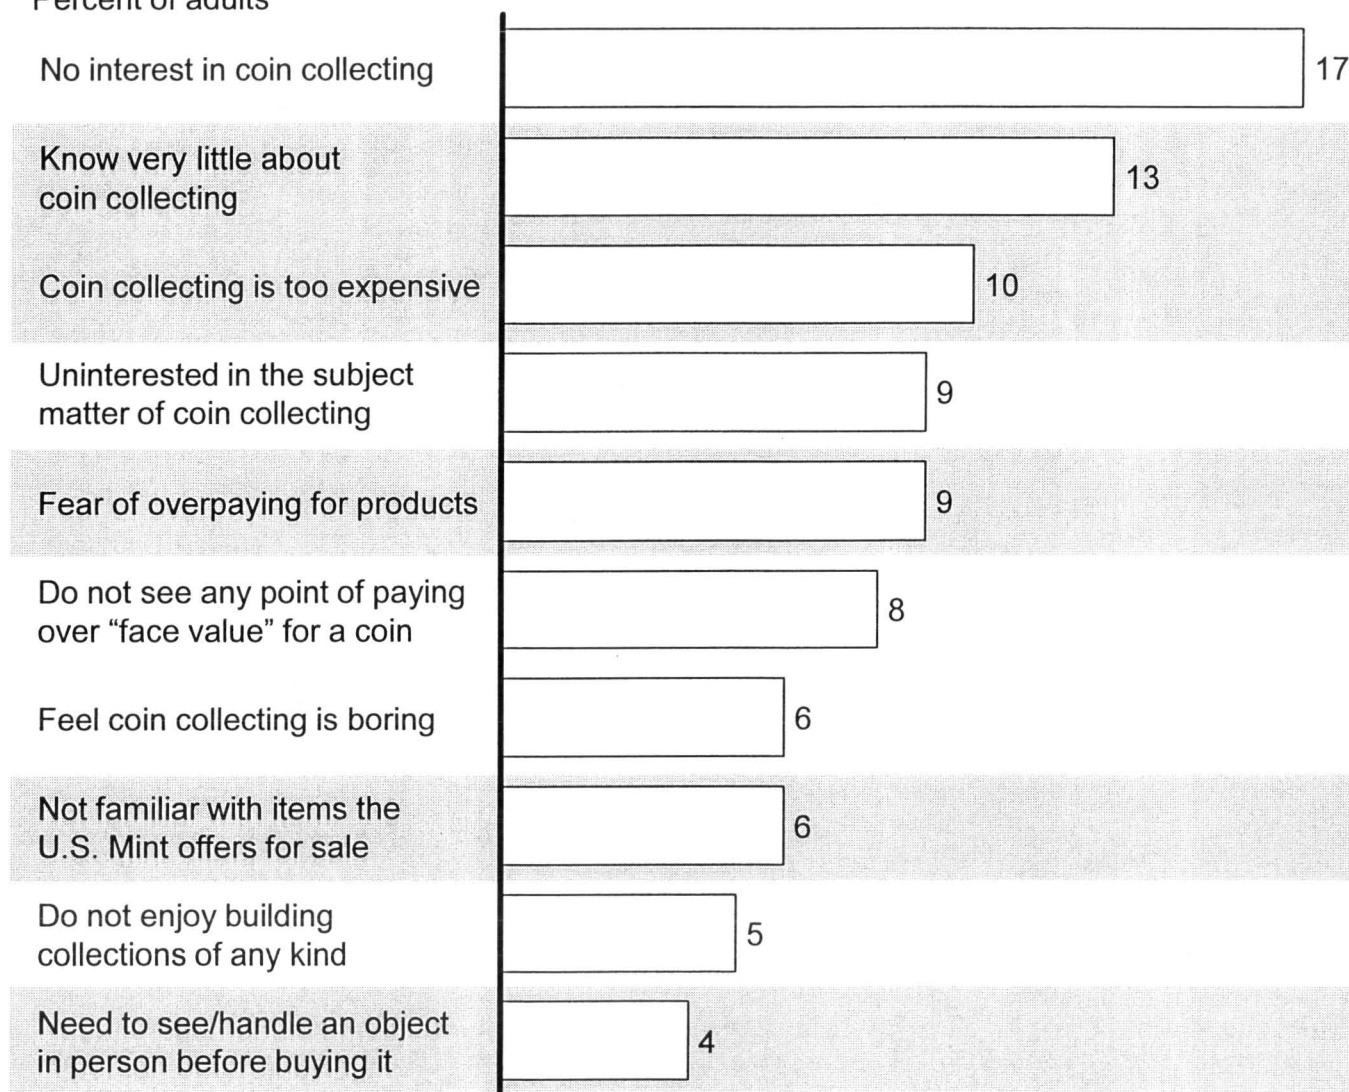 Percent of adults
No interest in coin collecting
17
Know very little about
coin collecting
13
Coin collecting is too expensive
10
Uninterested in the subject
matter of coin collecting
9
Fear of overpaying for products
9
Do not see any point of paying
over “face value” for a coin
8
Feel coin collecting is boring
6
Not familiar with items the
U.S. Mint offers for sale
6
Do not enjoy building
collections of any kind
5
Need to see/handle an object
in person before buying it
4